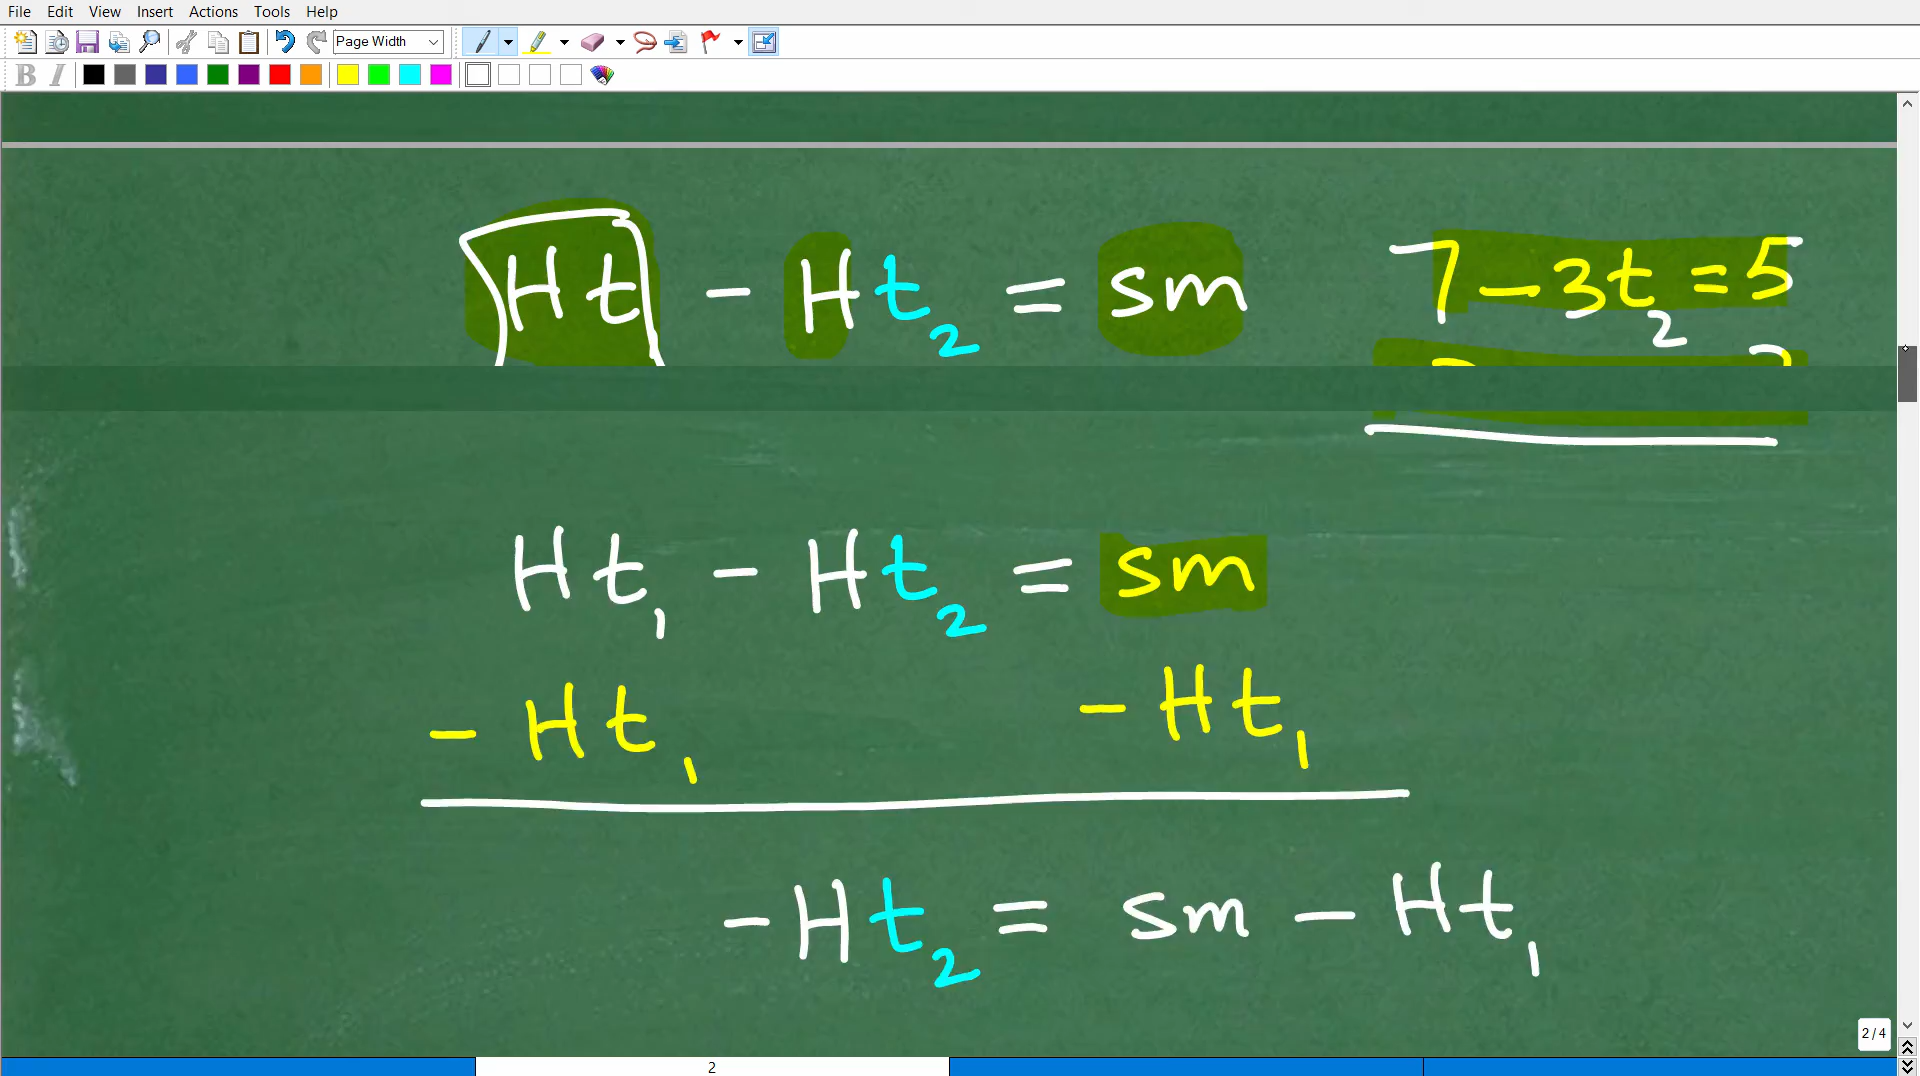 File Edit View Insert Actions Tools Help
Page Width
B I
Ht - Ht₂ = sm
7 - 3t₂ = 5
Ht₁ - Ht₂ = sm
- Ht₁ - Ht₁
-Ht₂ = sm - Ht₁
2 / 4
2